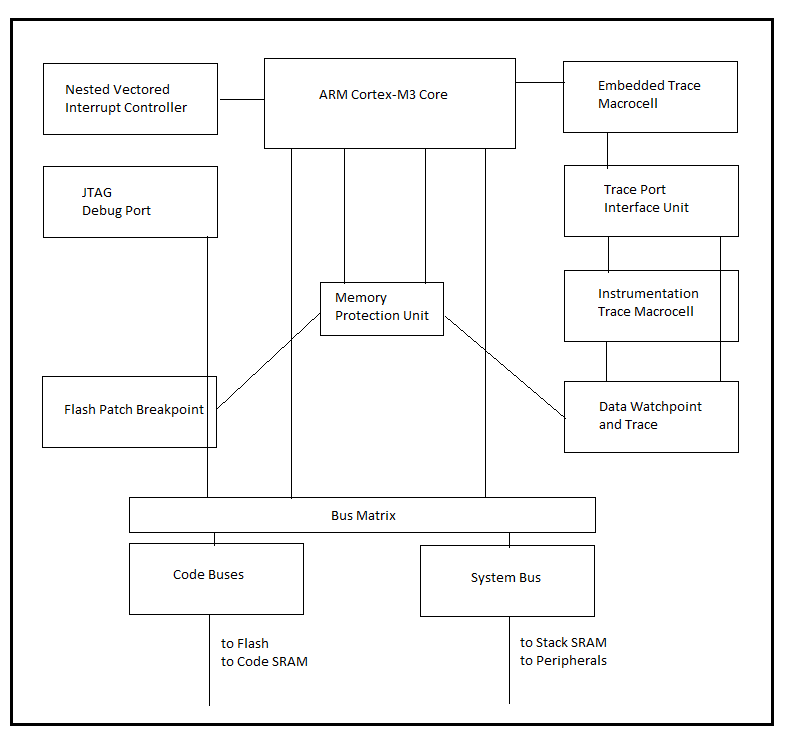 Nested Vectored
Interrupt Controller
ARM Cortex-M3 Core
Embedded Trace
Macrocell
JTAG
Debug Port
Trace Port
Interface Unit
Memory
Protection Unit
Instrumentation
Trace Macrocell
Flash Patch Breakpoint
Data Watchpoint
and Trace
Bus Matrix
Code Buses
System Bus
to Flash
to Code SRAM
to Stack SRAM
to Peripherals